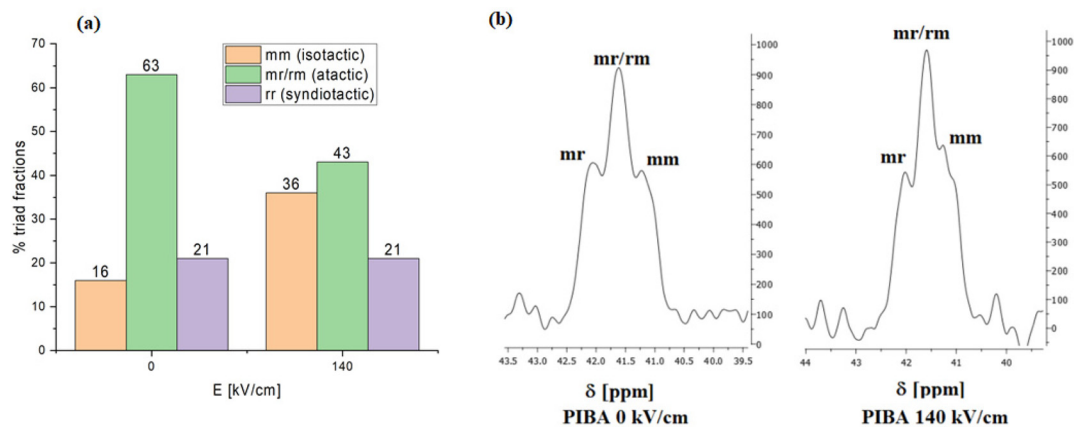 (a)
70
60
50
40
30
20
10
0
% triad fractions
mm (isotactic)
mr/rm (atactic)
rr (syndiotactic)
16
63
21
36
43
21
0
140
E [kV/cm]
(b)
mr/rm
mr
mm
1000
900
800
700
600
500
400
300
200
100
0
43.5 43.0 42.5 42.0 41.5 41.0 40.5 40.0 39.5
δ [ppm]
PIBA 0 kV/cm
mr/rm
mr
mm
1000
900
800
700
600
500
400
300
200
100
0
44 43 42 41 40
δ [ppm]
PIBA 140 kV/cm